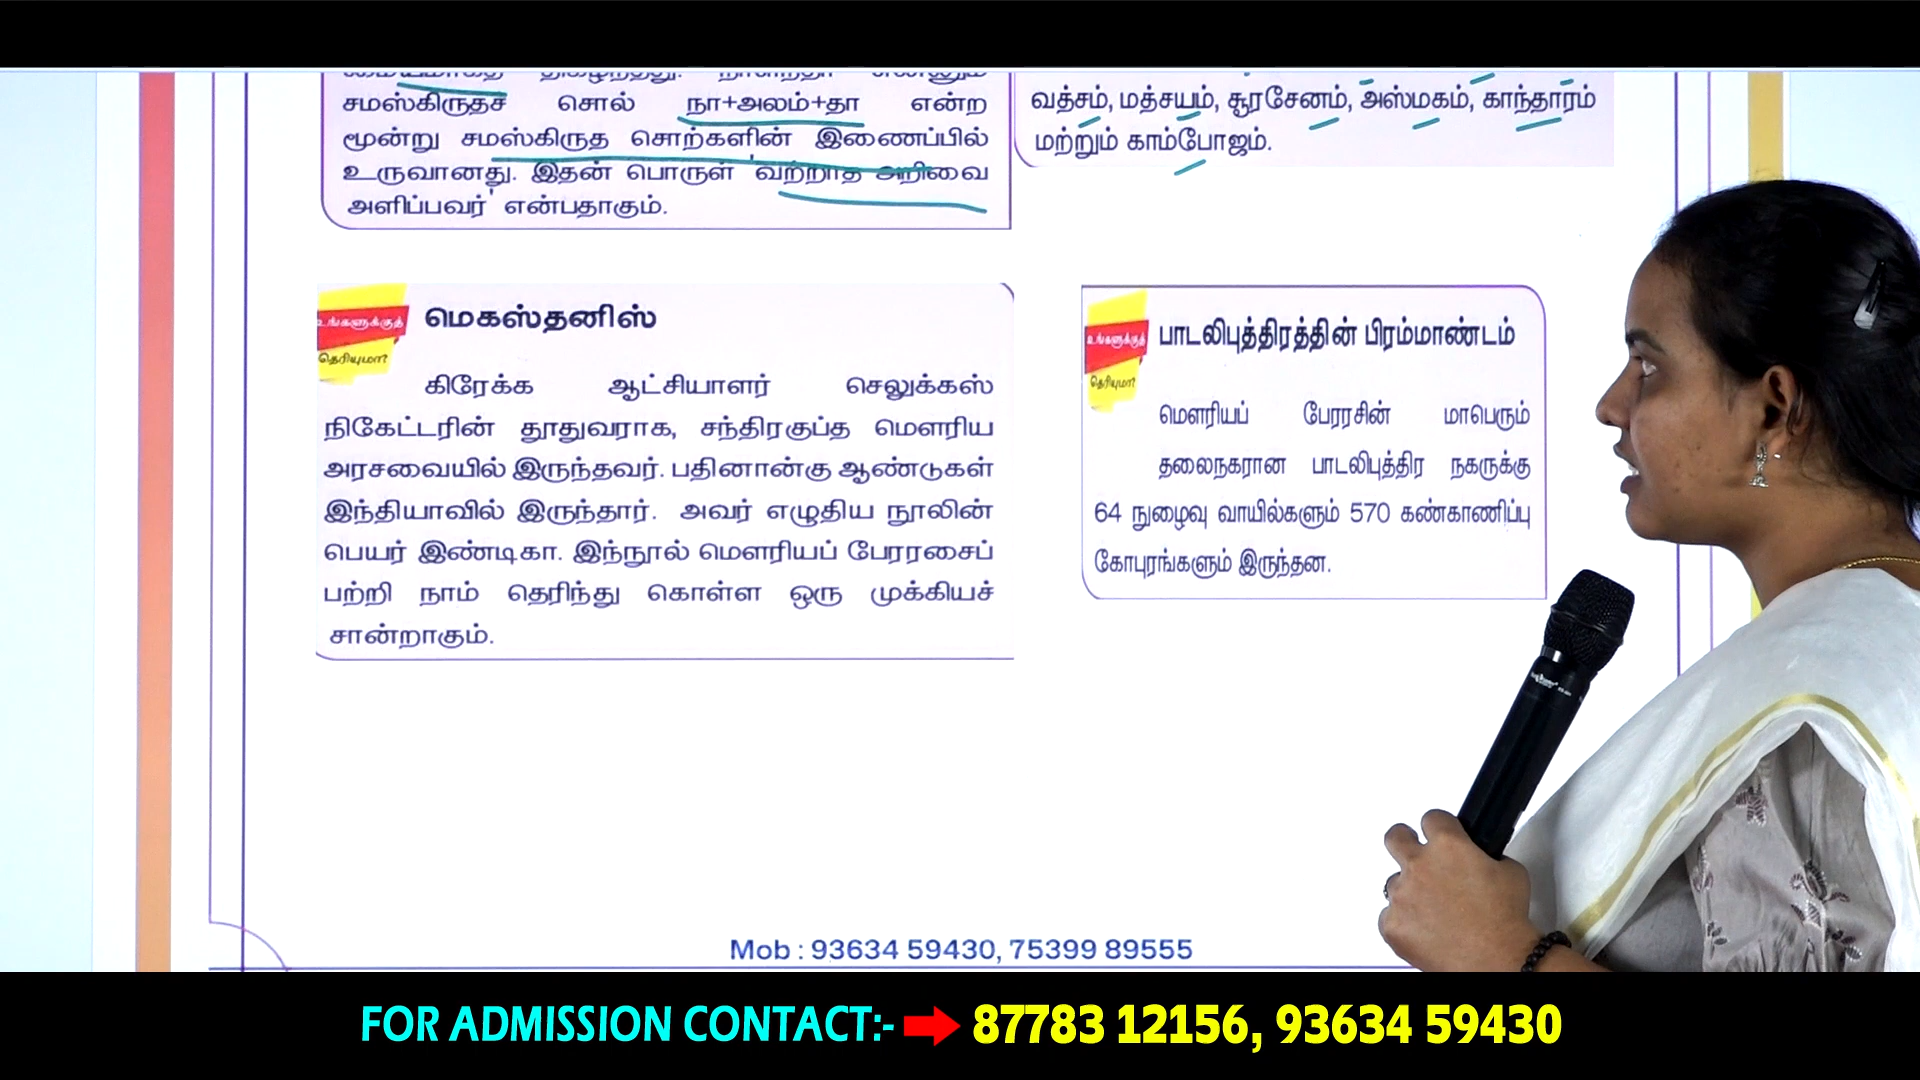 சமஸ்கிருதச் சொல் நா+அலம்+தா என்ற
மூன்று சமஸ்கிருத சொற்களின் இணைப்பில்
உருவானது. இதன் பொருள் 'வற்றாத அறிவை
அளிப்பவர்' என்பதாகும்.
வத்சம், மத்சயம், சூரசேனம், அஸ்மகம், காந்தாரம்
மற்றும் காம்போஜம்.
உங்களுக்குத்
தெரியுமா?
மெகஸ்தனிஸ்
கிரேக்க ஆட்சியாளர் செலுக்கஸ்
நிகேட்டரின் தூதுவராக, சந்திரகுப்த மௌரிய
அரசவையில் இருந்தவர். பதினான்கு ஆண்டுகள்
இந்தியாவில் இருந்தார். அவர் எழுதிய நூலின்
பெயர் இண்டிகா. இந்நூல் மௌரியப் பேரரசைப்
பற்றி நாம் தெரிந்து கொள்ள ஒரு முக்கியச்
சான்றாகும்.
உங்களுக்குத்
தெரியுமா?
பாடலிபுத்திரத்தின் பிரம்மாண்டம்
மௌரியப் பேரரசின் மாபெரும்
தலைநகரான பாடலிபுத்திர நகருக்கு
64 நுழைவு வாயில்களும் 570 கண்காணிப்பு
கோபுரங்களும் இருந்தன.
Mob : 93634 59430, 75399 89555
FOR ADMISSION CONTACT:- 87783 12156, 93634 59430